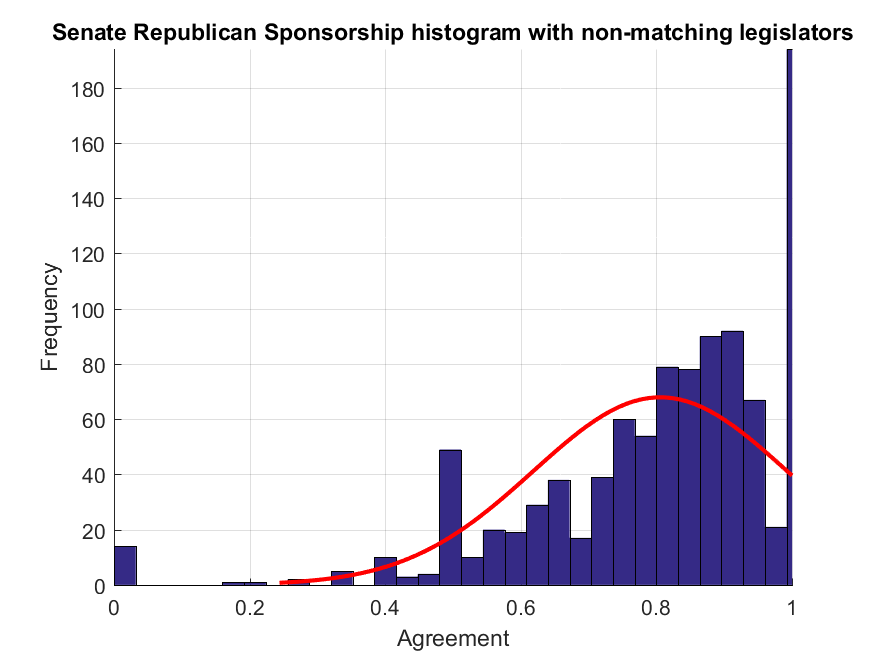 Senate Republican Sponsorship histogram with non-matching legislators
180
160
140
120
100
80
60
40
20
0
Frequency
0 0.2 0.4 0.6 0.8 1
Agreement